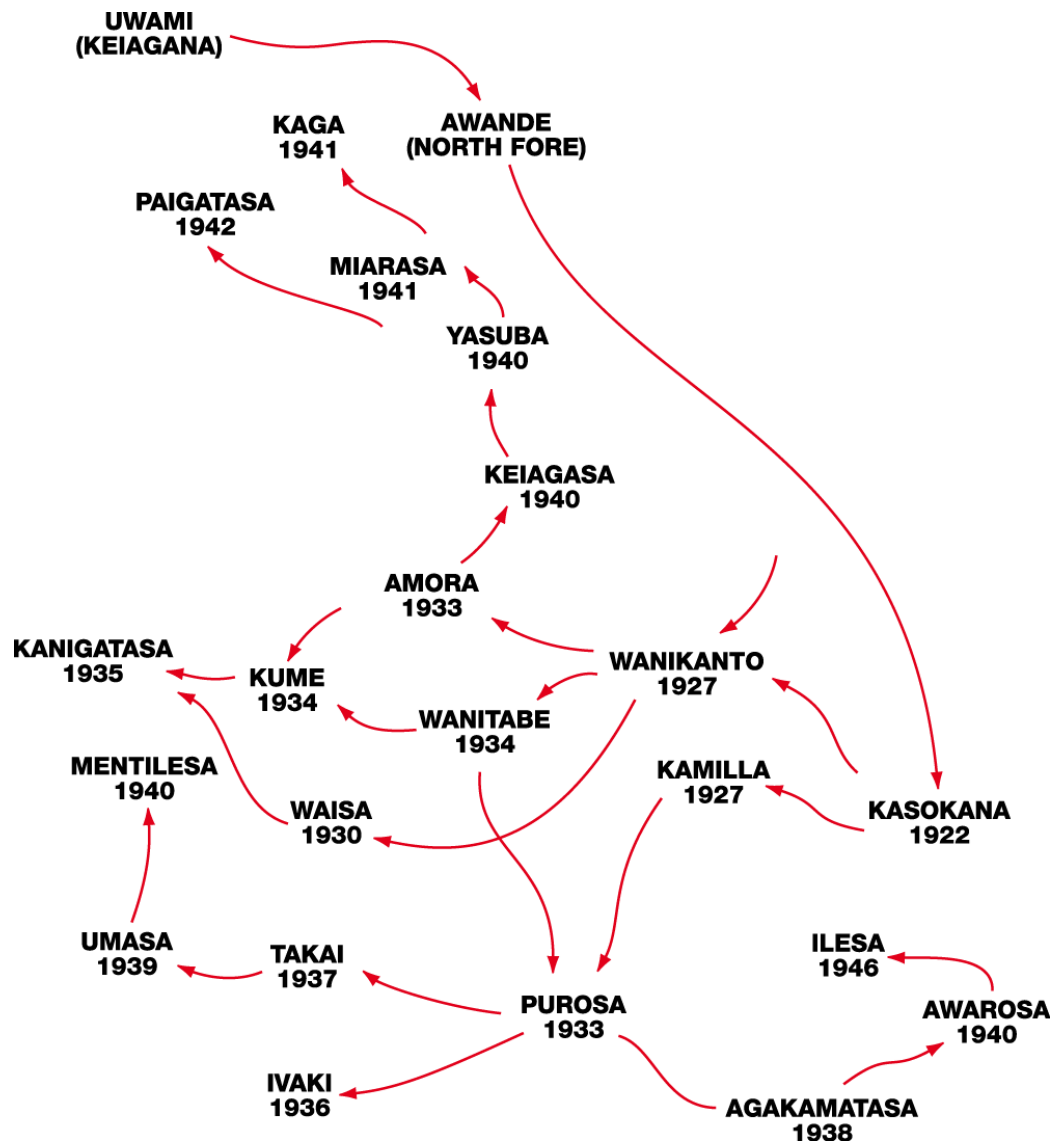 UWAMI
(KEIAGANA)
AWANDE
(NORTH FORE)
KAGA
1941
PAIGATASA
1942
MIARASA
1941
YASUBA
1940
KEIAGASA
1940
AMORA
1933
KANIGATASA
1935
KUME
1934
WANIKANTO
1927
WANITABE
1934
MENTILESA
1940
WAISA
1930
KAMILLA
1927
KASOKANA
1922
UMASA
1939
TAKAI
1937
PUROSA
1933
ILESA
1946
AWAROSA
1940
IVAKI
1936
AGAKAMATASA
1938